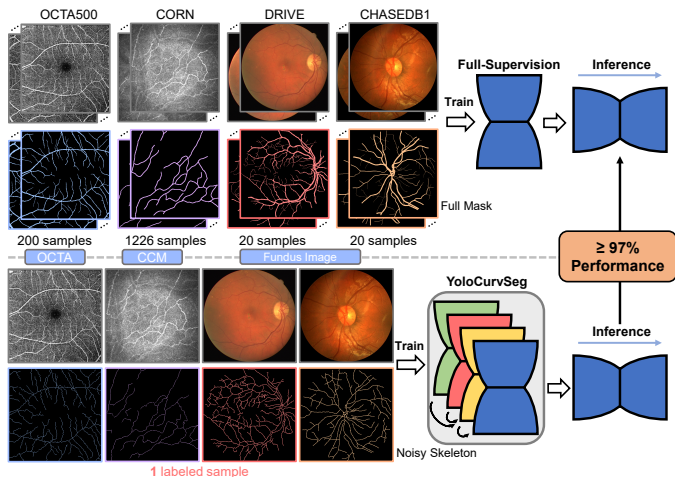 OCTA500
CORN
DRIVE
CHASEDB1
Full-Supervision
Inference
Train
Full Mask
200 samples
1226 samples
20 samples
20 samples
OCTA
CCM
Fundus Image
≥ 97%
Performance
YoloCurvSeg
Train
Inference
Noisy Skeleton
1 labeled sample